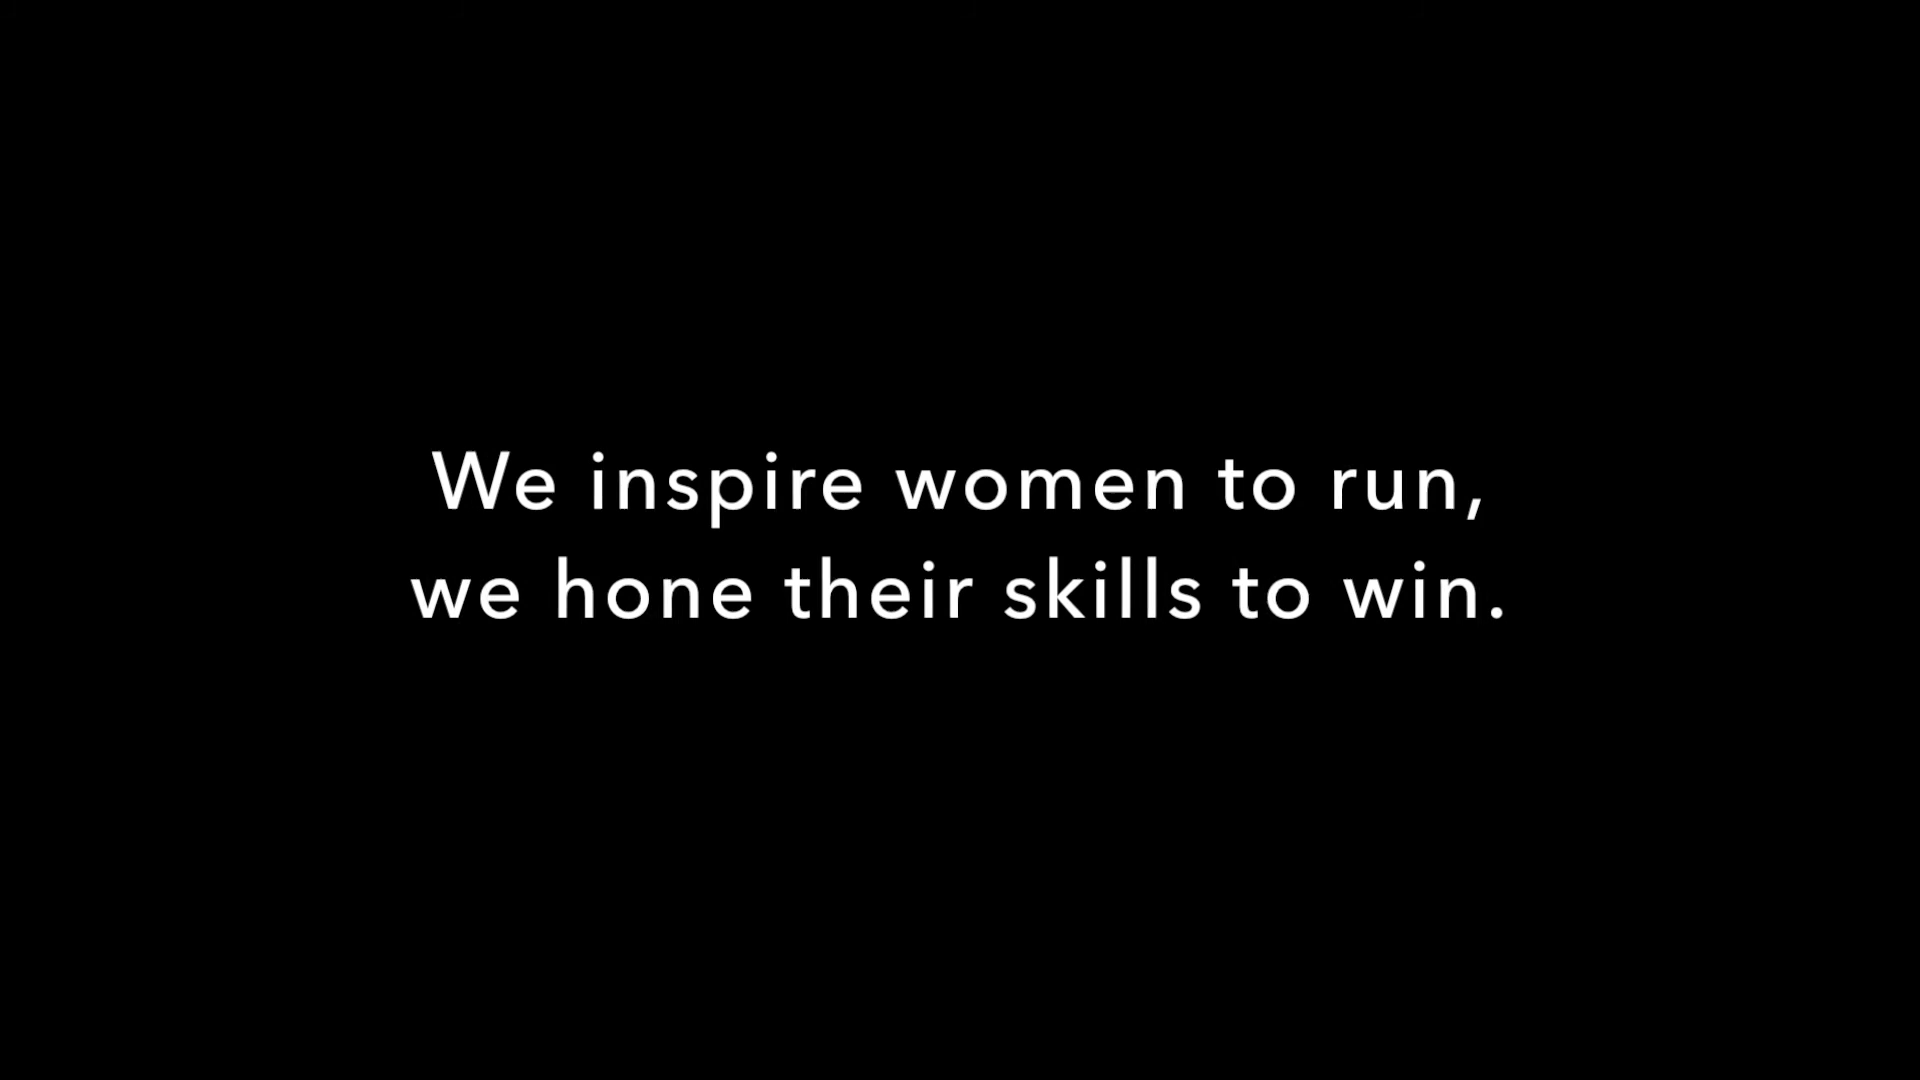 We inspire women to run,
we hone their skills to win.